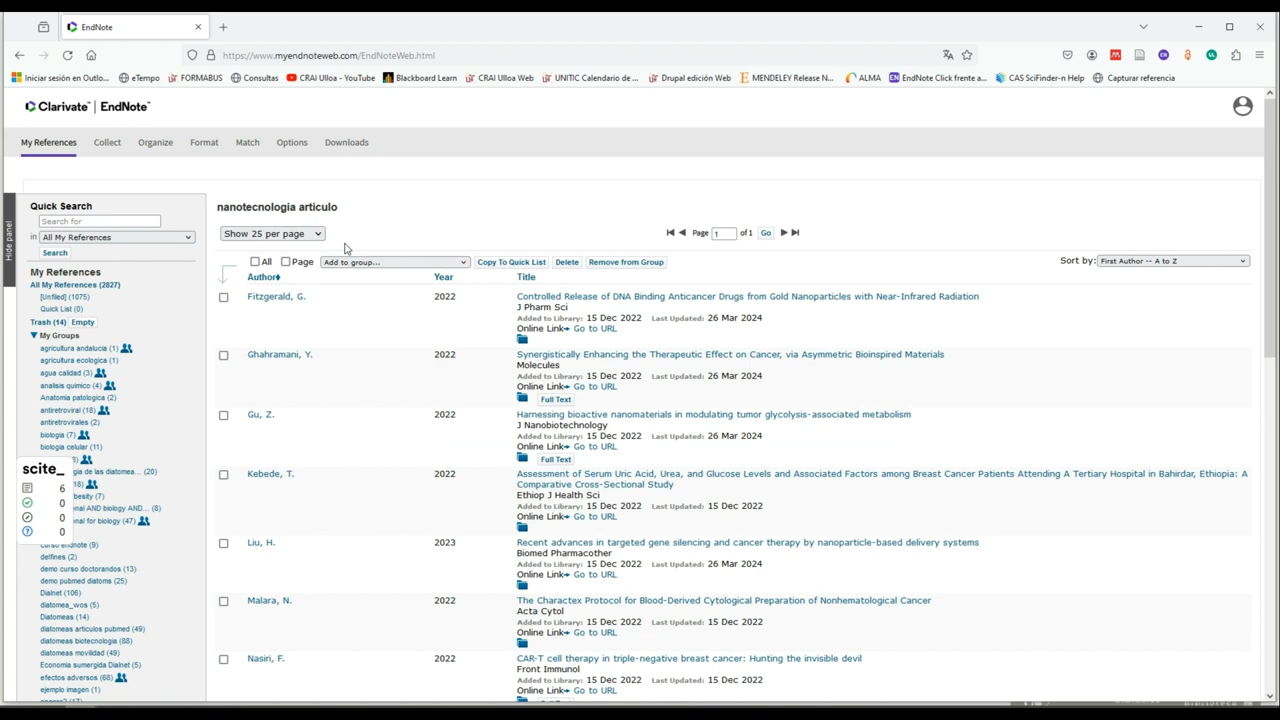 EndNote
https://www.myendnoteweb.com/EndNoteWeb.html
Iniciar sesión en Outlo...
eTempo
FORMABUS
Consultas
CRAI Ulloa - YouTube
Blackboard Learn
CRAI Ulloa Web
UNITIC Calendario de ...
Drupal edición Web
MENDELEY Release N...
ALMA
EndNote Click frente a...
CAS SciFinder-n Help
Capturar referencia
Clarivate™ | EndNote™
My References
Collect
Organize
Format
Match
Options
Downloads
Hide panel
Quick Search
Search for
in All My References
Search
My References
All My References (2827)
[Unfiled] (1075)
Quick List (0)
Trash (14) Empty
My Groups
agricultura andalucia (1)
agricultura ecologica (1)
agua calidad (3)
analisis quimico (4)
Anatomia patologica (2)
antiretroviral (18)
antiretrovirales (2)
biologia (7)
biologia celular (11)
gia de las diatomea... (20)
18)
besity (7)
onal AND biology AND... (8)
onal for biology (47)
curso endnote (9)
delfines (2)
demo curso doctorandos (13)
demo pubmed diatoms (25)
Dialnet (106)
diatomea_wos (5)
Diatomeas (14)
diatomeas articulos pubmed (49)
diatomeas biotecnologia (88)
diatomeas movilidad (49)
Economia sumergida Dialnet (5)
efectos adversos (68)
ejemplo imagen (1)
scite_
6
0
0
0
nanotecnologia articulo
Show 25 per page
Page 1 of 1 Go
All Page Add to group... Copy To Quick List Delete Remove from Group
Sort by: First Author -- A to Z
Author Year Title
Fitzgerald, G. 2022 Controlled Release of DNA Binding Anticancer Drugs from Gold Nanoparticles with Near-Infrared Radiation
J Pharm Sci
Added to Library: 15 Dec 2022 Last Updated: 26 Mar 2024
Online Link Go to URL
Ghahramani, Y. 2022 Synergistically Enhancing the Therapeutic Effect on Cancer, via Asymmetric Bioinspired Materials
Molecules
Added to Library: 15 Dec 2022 Last Updated: 26 Mar 2024
Online Link Go to URL
Full Text
Gu, Z. 2022 Harnessing bioactive nanomaterials in modulating tumor glycolysis-associated metabolism
J Nanobiotechnology
Added to Library: 15 Dec 2022 Last Updated: 26 Mar 2024
Online Link Go to URL
Full Text
Kebede, T. 2022 Assessment of Serum Uric Acid, Urea, and Glucose Levels and Associated Factors among Breast Cancer Patients Attending A Tertiary Hospital in Bahirdar, Ethiopia: A
Comparative Cross-Sectional Study
Ethiop J Health Sci
Added to Library: 15 Dec 2022 Last Updated: 15 Dec 2022
Online Link Go to URL
Liu, H. 2023 Recent advances in targeted gene silencing and cancer therapy by nanoparticle-based delivery systems
Biomed Pharmacother
Added to Library: 15 Dec 2022 Last Updated: 26 Mar 2024
Online Link Go to URL
Malara, N. 2022 The Charactex Protocol for Blood-Derived Cytological Preparation of Nonhematological Cancer
Acta Cytol
Added to Library: 15 Dec 2022 Last Updated: 15 Dec 2022
Online Link Go to URL
Nasiri, F. 2022 CAR-T cell therapy in triple-negative breast cancer: Hunting the invisible devil
Front Immunol
Added to Library: 15 Dec 2022 Last Updated: 15 Dec 2022
Online Link Go to URL